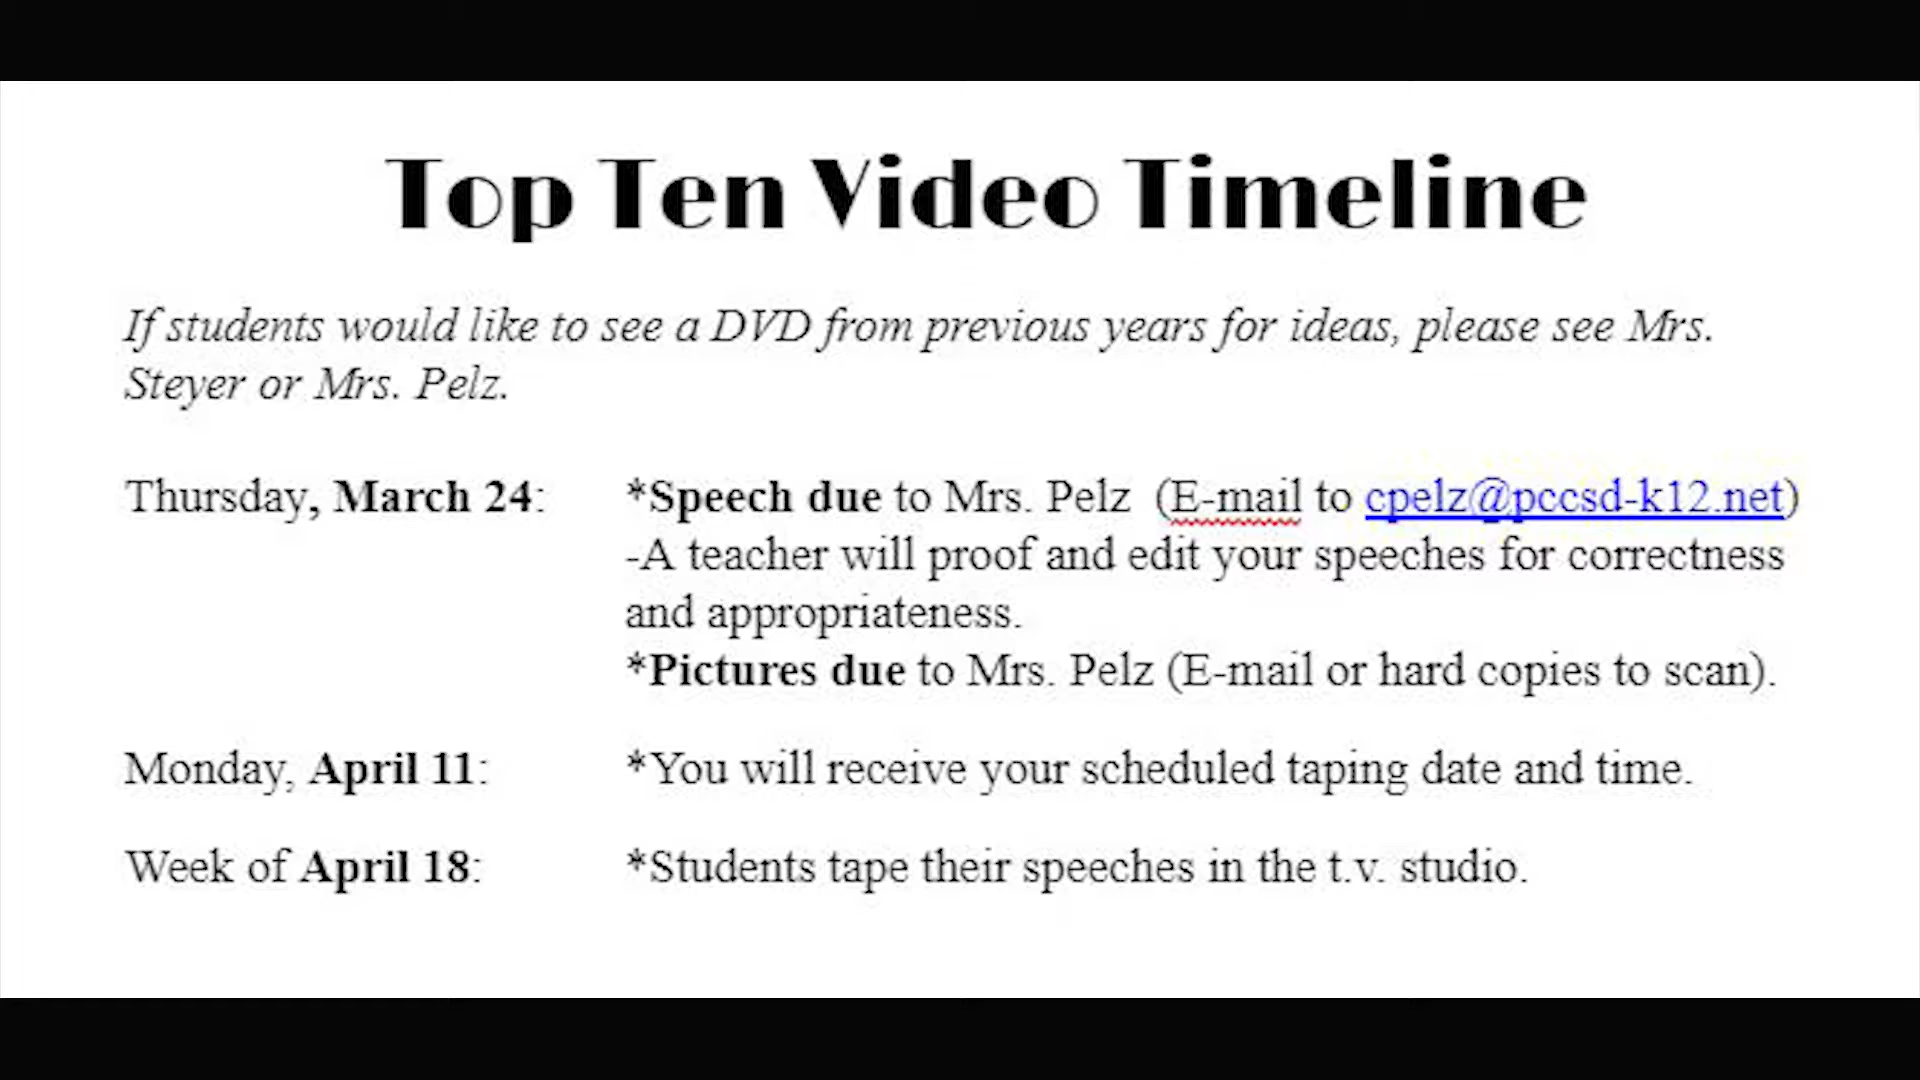 Top Ten Video Timeline
If students would like to see a DVD from previous years for ideas, please see Mrs.
Steyer or Mrs. Pelz.
Thursday, March 24: *Speech due to Mrs. Pelz (E-mail to cpelz@pccsd-k12.net)
-A teacher will proof and edit your speeches for correctness
and appropriateness.
*Pictures due to Mrs. Pelz (E-mail or hard copies to scan).
Monday, April 11: *You will receive your scheduled taping date and time.
Week of April 18: *Students tape their speeches in the t.v. studio.